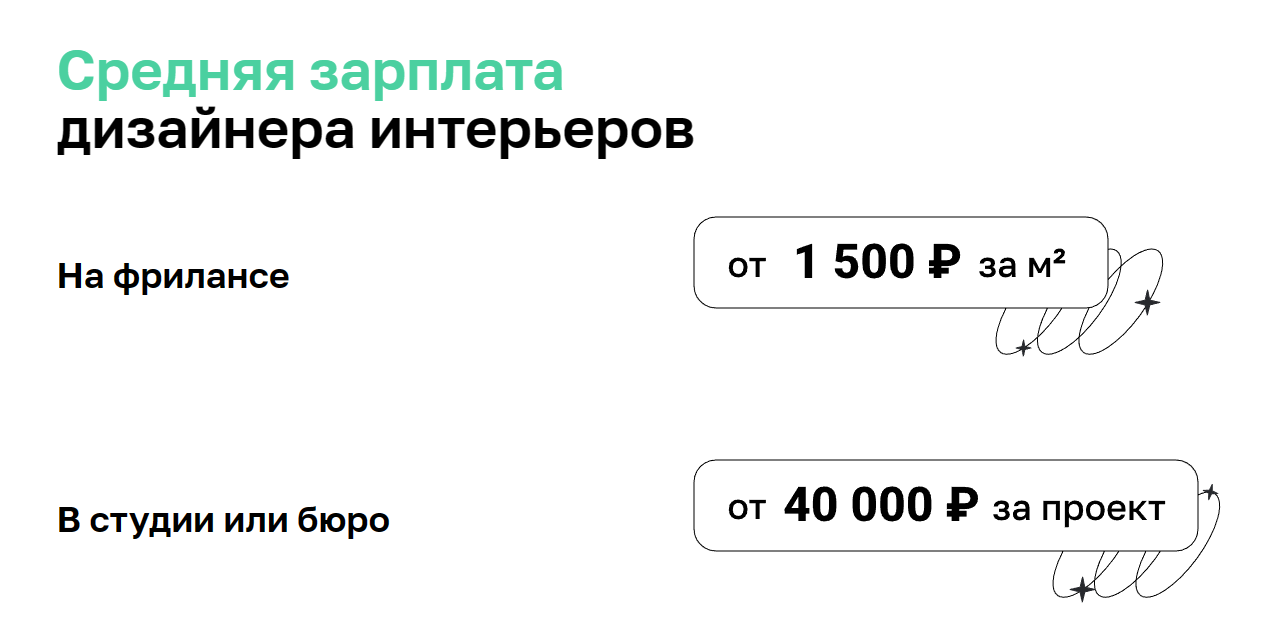 Средняя зарплата
дизайнера интерьеров
На фрилансе
от 1 500 ₽ за м²
В студии или бюро
от 40 000 ₽ за проект